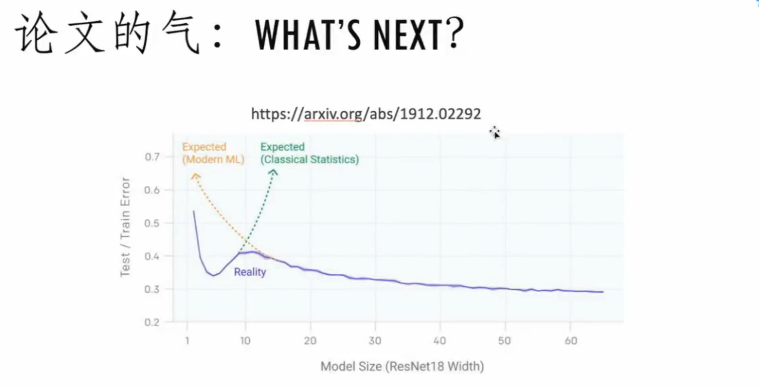 论文的气： WHAT'S NEXT?
https://arxiv.org/abs/1912.02292
Expected
(Modern ML)
Expected
(Classical Statistics)
0.7
0.6
0.5
0.4
0.3
0.2
Test / Train Error
Reality
1 10 20 30 40 50 60
Model Size (ResNet18 Width)